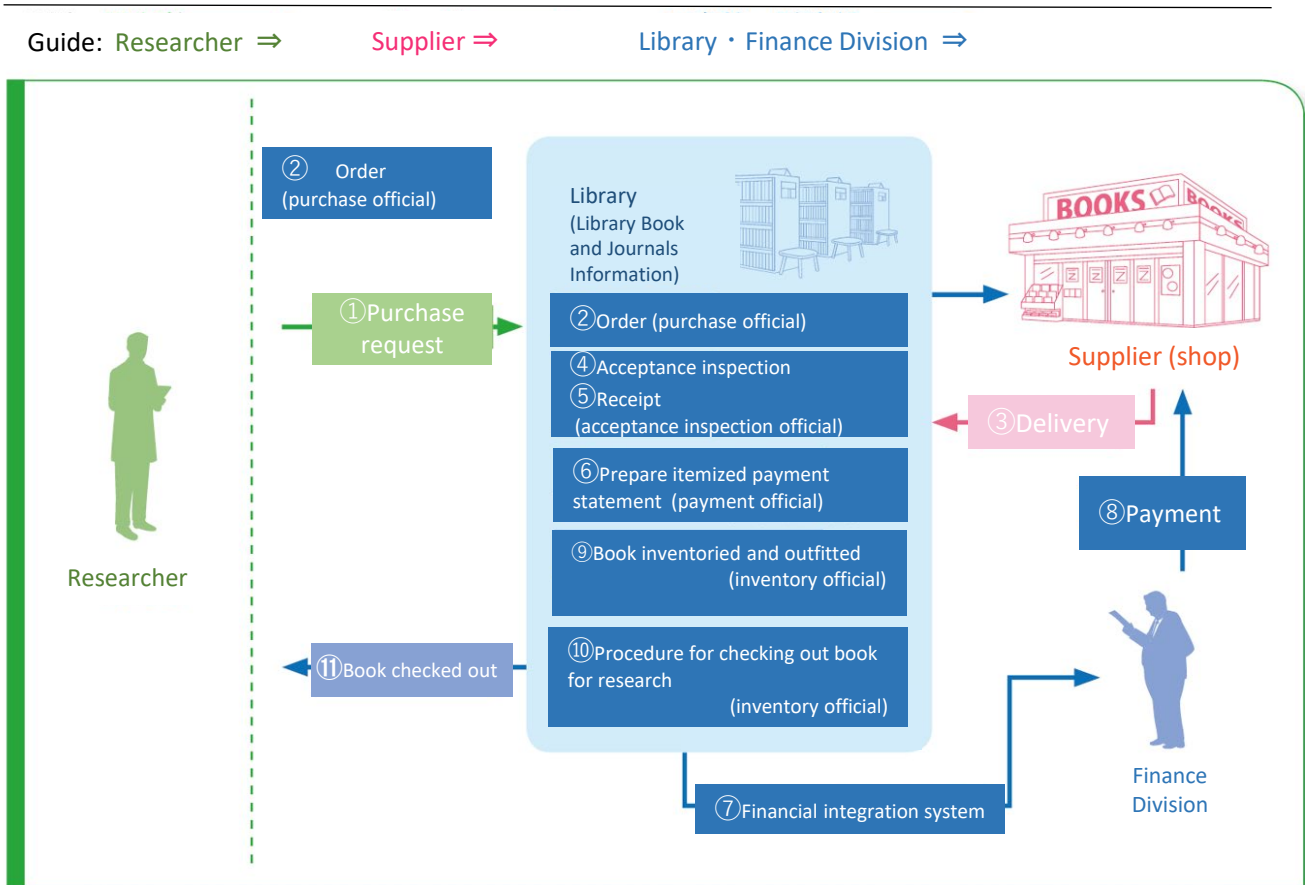 Guide: Researcher ⇒ Supplier ⇒ Library・Finance Division ⇒
② Order
(purchase official)
Library
(Library Book
and Journals
Information)
BOOKS
BOOKS
①Purchase
request
②Order (purchase official)
④Acceptance inspection
⑤Receipt
(acceptance inspection official)
Supplier (shop)
③Delivery
⑥Prepare itemized payment
statement (payment official)
⑧Payment
⑨Book inventoried and outfitted
(inventory official)
Researcher
⑩Procedure for checking out book
for research
(inventory official)
⑪Book checked out
Finance
Division
⑦Financial integration system